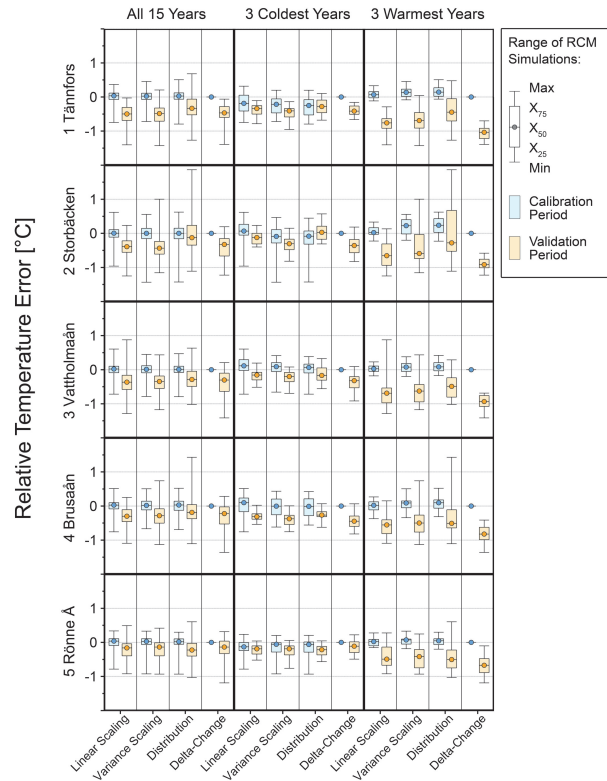 All 15 Years
3 Coldest Years
3 Warmest Years
Relative Temperature Error [°C]
1 Tännfors
1
0
-1
2 Storbäcken
1
0
-1
3 Vattholmaån
1
0
-1
4 Brusaån
1
0
-1
5 Rönne Å
1
0
-1
Linear Scaling
Variance Scaling
Distribution
Delta-Change
Linear Scaling
Variance Scaling
Distribution
Delta-Change
Linear Scaling
Variance Scaling
Distribution
Delta-Change
Range of RCM
Simulations:
Max
X75
X50
X25
Min
Calibration
Period
Validation
Period